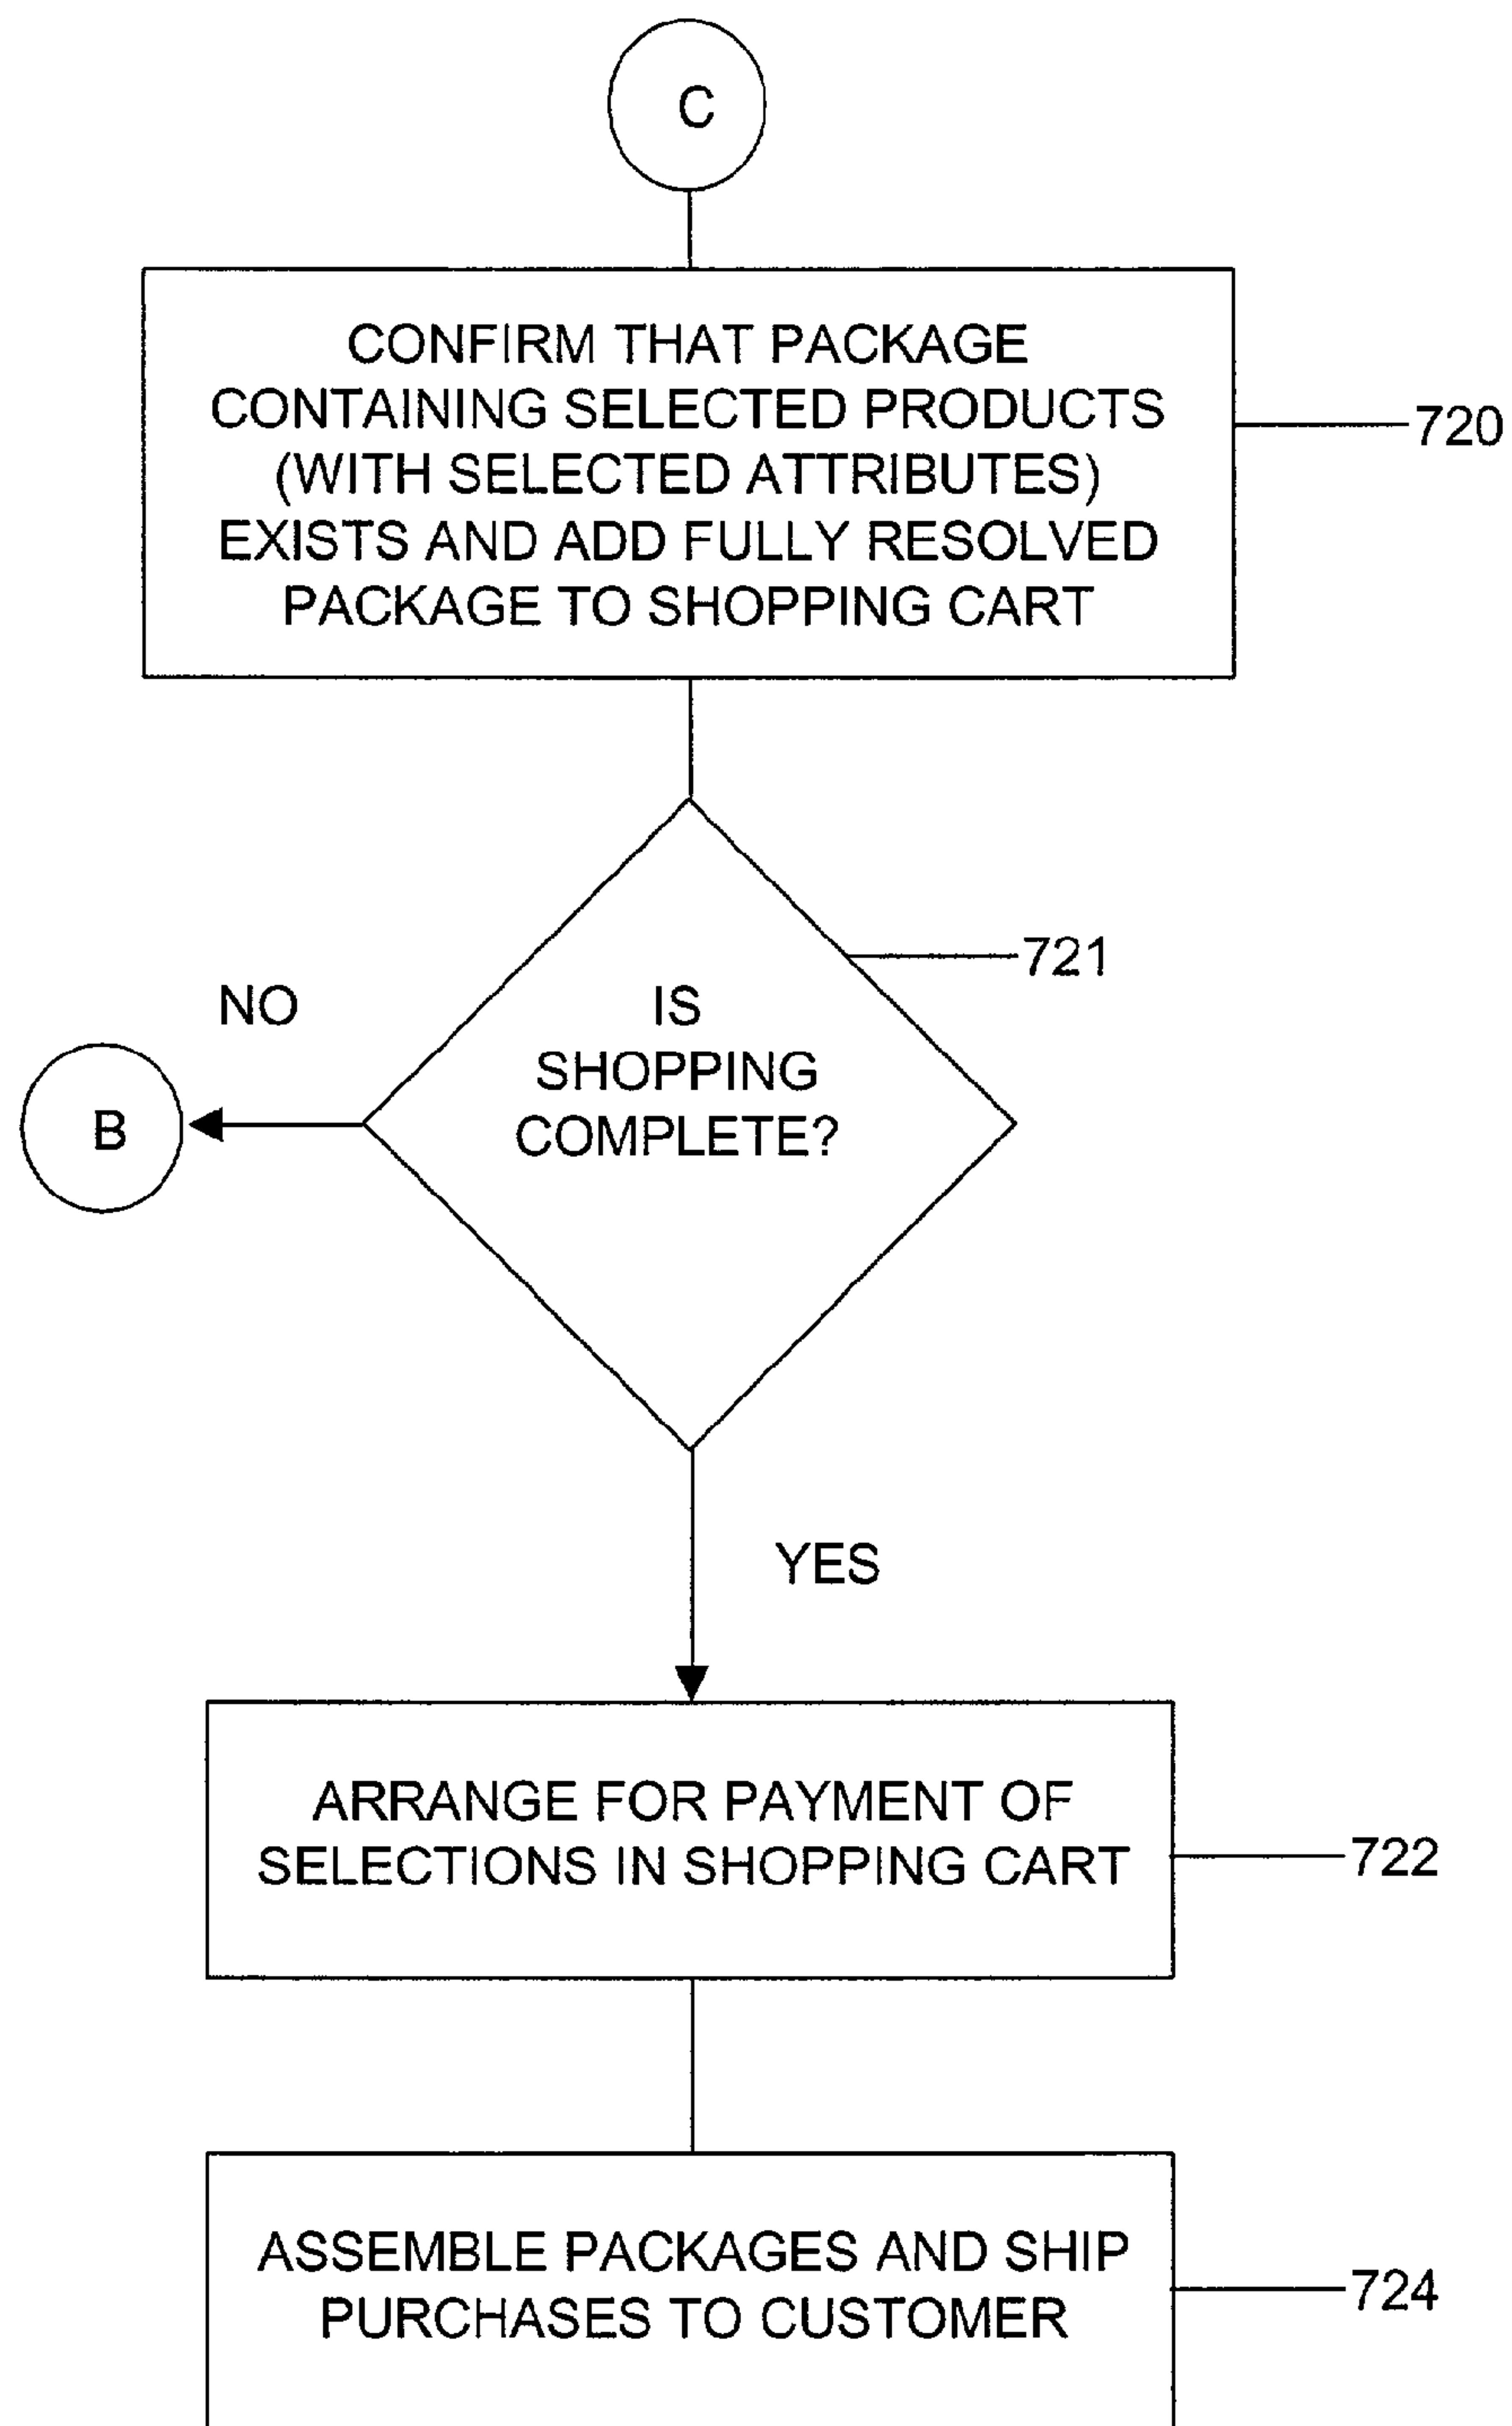 C
CONFIRM THAT PACKAGE
CONTAINING SELECTED PRODUCTS
(WITH SELECTED ATTRIBUTES)
EXISTS AND ADD FULLY RESOLVED
PACKAGE TO SHOPPING CART
720
721
NO
IS
SHOPPING
COMPLETE?
B
YES
ARRANGE FOR PAYMENT OF
SELECTIONS IN SHOPPING CART
722
ASSEMBLE PACKAGES AND SHIP
PURCHASES TO CUSTOMER
724